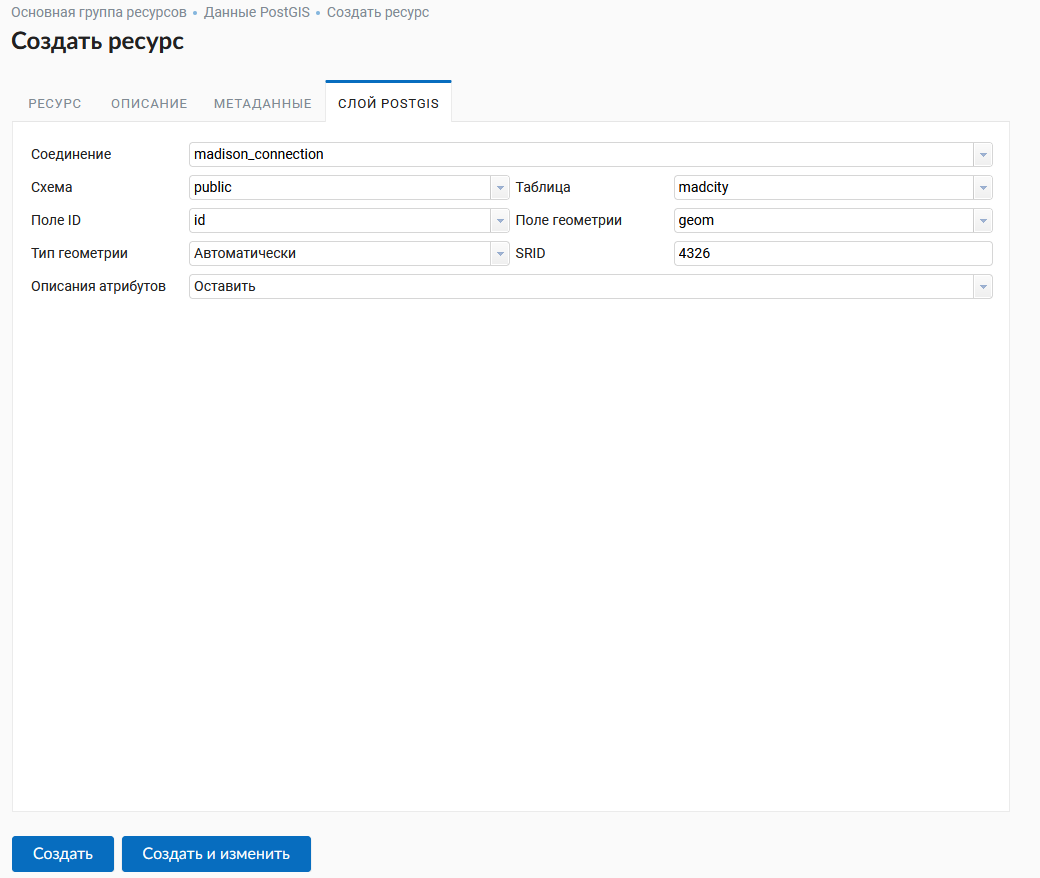 Основная группа ресурсов • Данные PostGIS • Создать ресурс
Создать ресурс
РЕСУРС ОПИСАНИЕ МЕТАДАННЫЕ СЛОЙ POSTGIS
Соединение madison_connection
Схема public Таблица madcity
Поле ID id Поле геометрии geom
Тип геометрии Автоматически SRID 4326
Описания атрибутов Оставить
Создать Создать и изменить